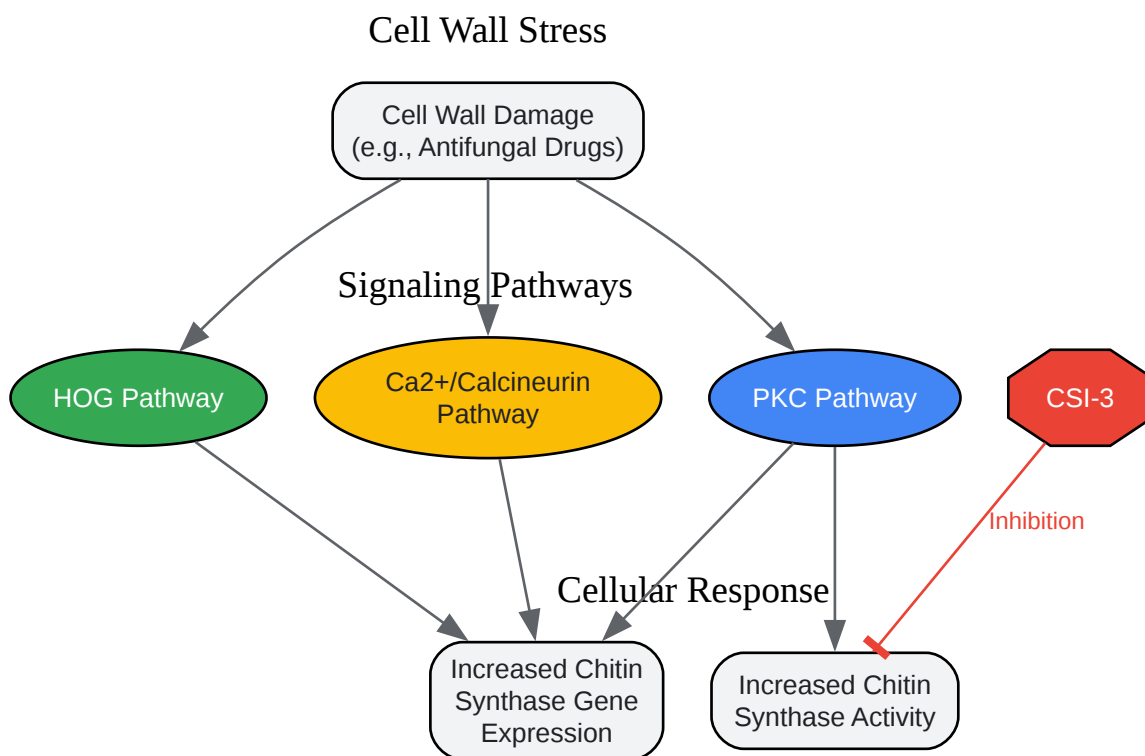 Cell Wall Stress
Cell Wall Damage
(e.g., Antifungal Drugs)
Signaling Pathways
HOG Pathway
Ca2+/Calcineurin
Pathway
PKC Pathway
CSI-3
Inhibition
Cellular Response
Increased Chitin
Synthase Gene
Expression
Increased Chitin
Synthase Activity